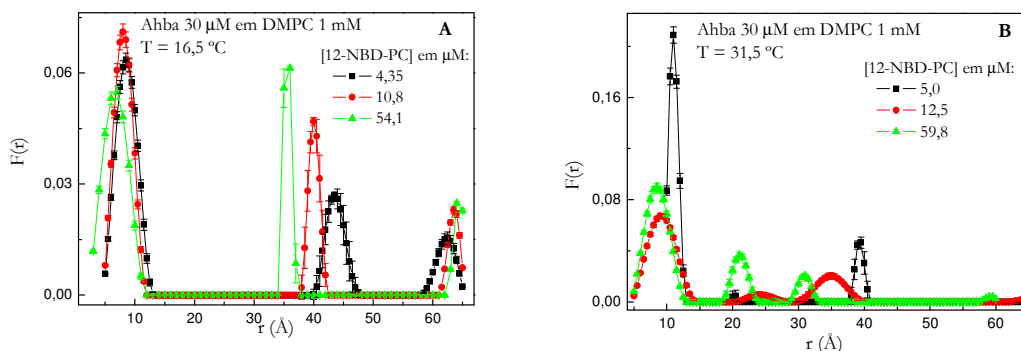 Ahba 30 μM em DMPC 1 mM
A
T = 16,5 ºC
[12-NBD-PC] em μM:
4,35
10,8
54,1
0,06
0,03
0,00
F(r)
0
20
40
60
r (Å)
Ahba 30 μM em DMPC 1 mM
B
T = 31,5 ºC
[12-NBD-PC] em μM:
5,0
12,5
59,8
0,16
0,08
0,00
F(r)
10
20
30
40
50
60
r (Å)